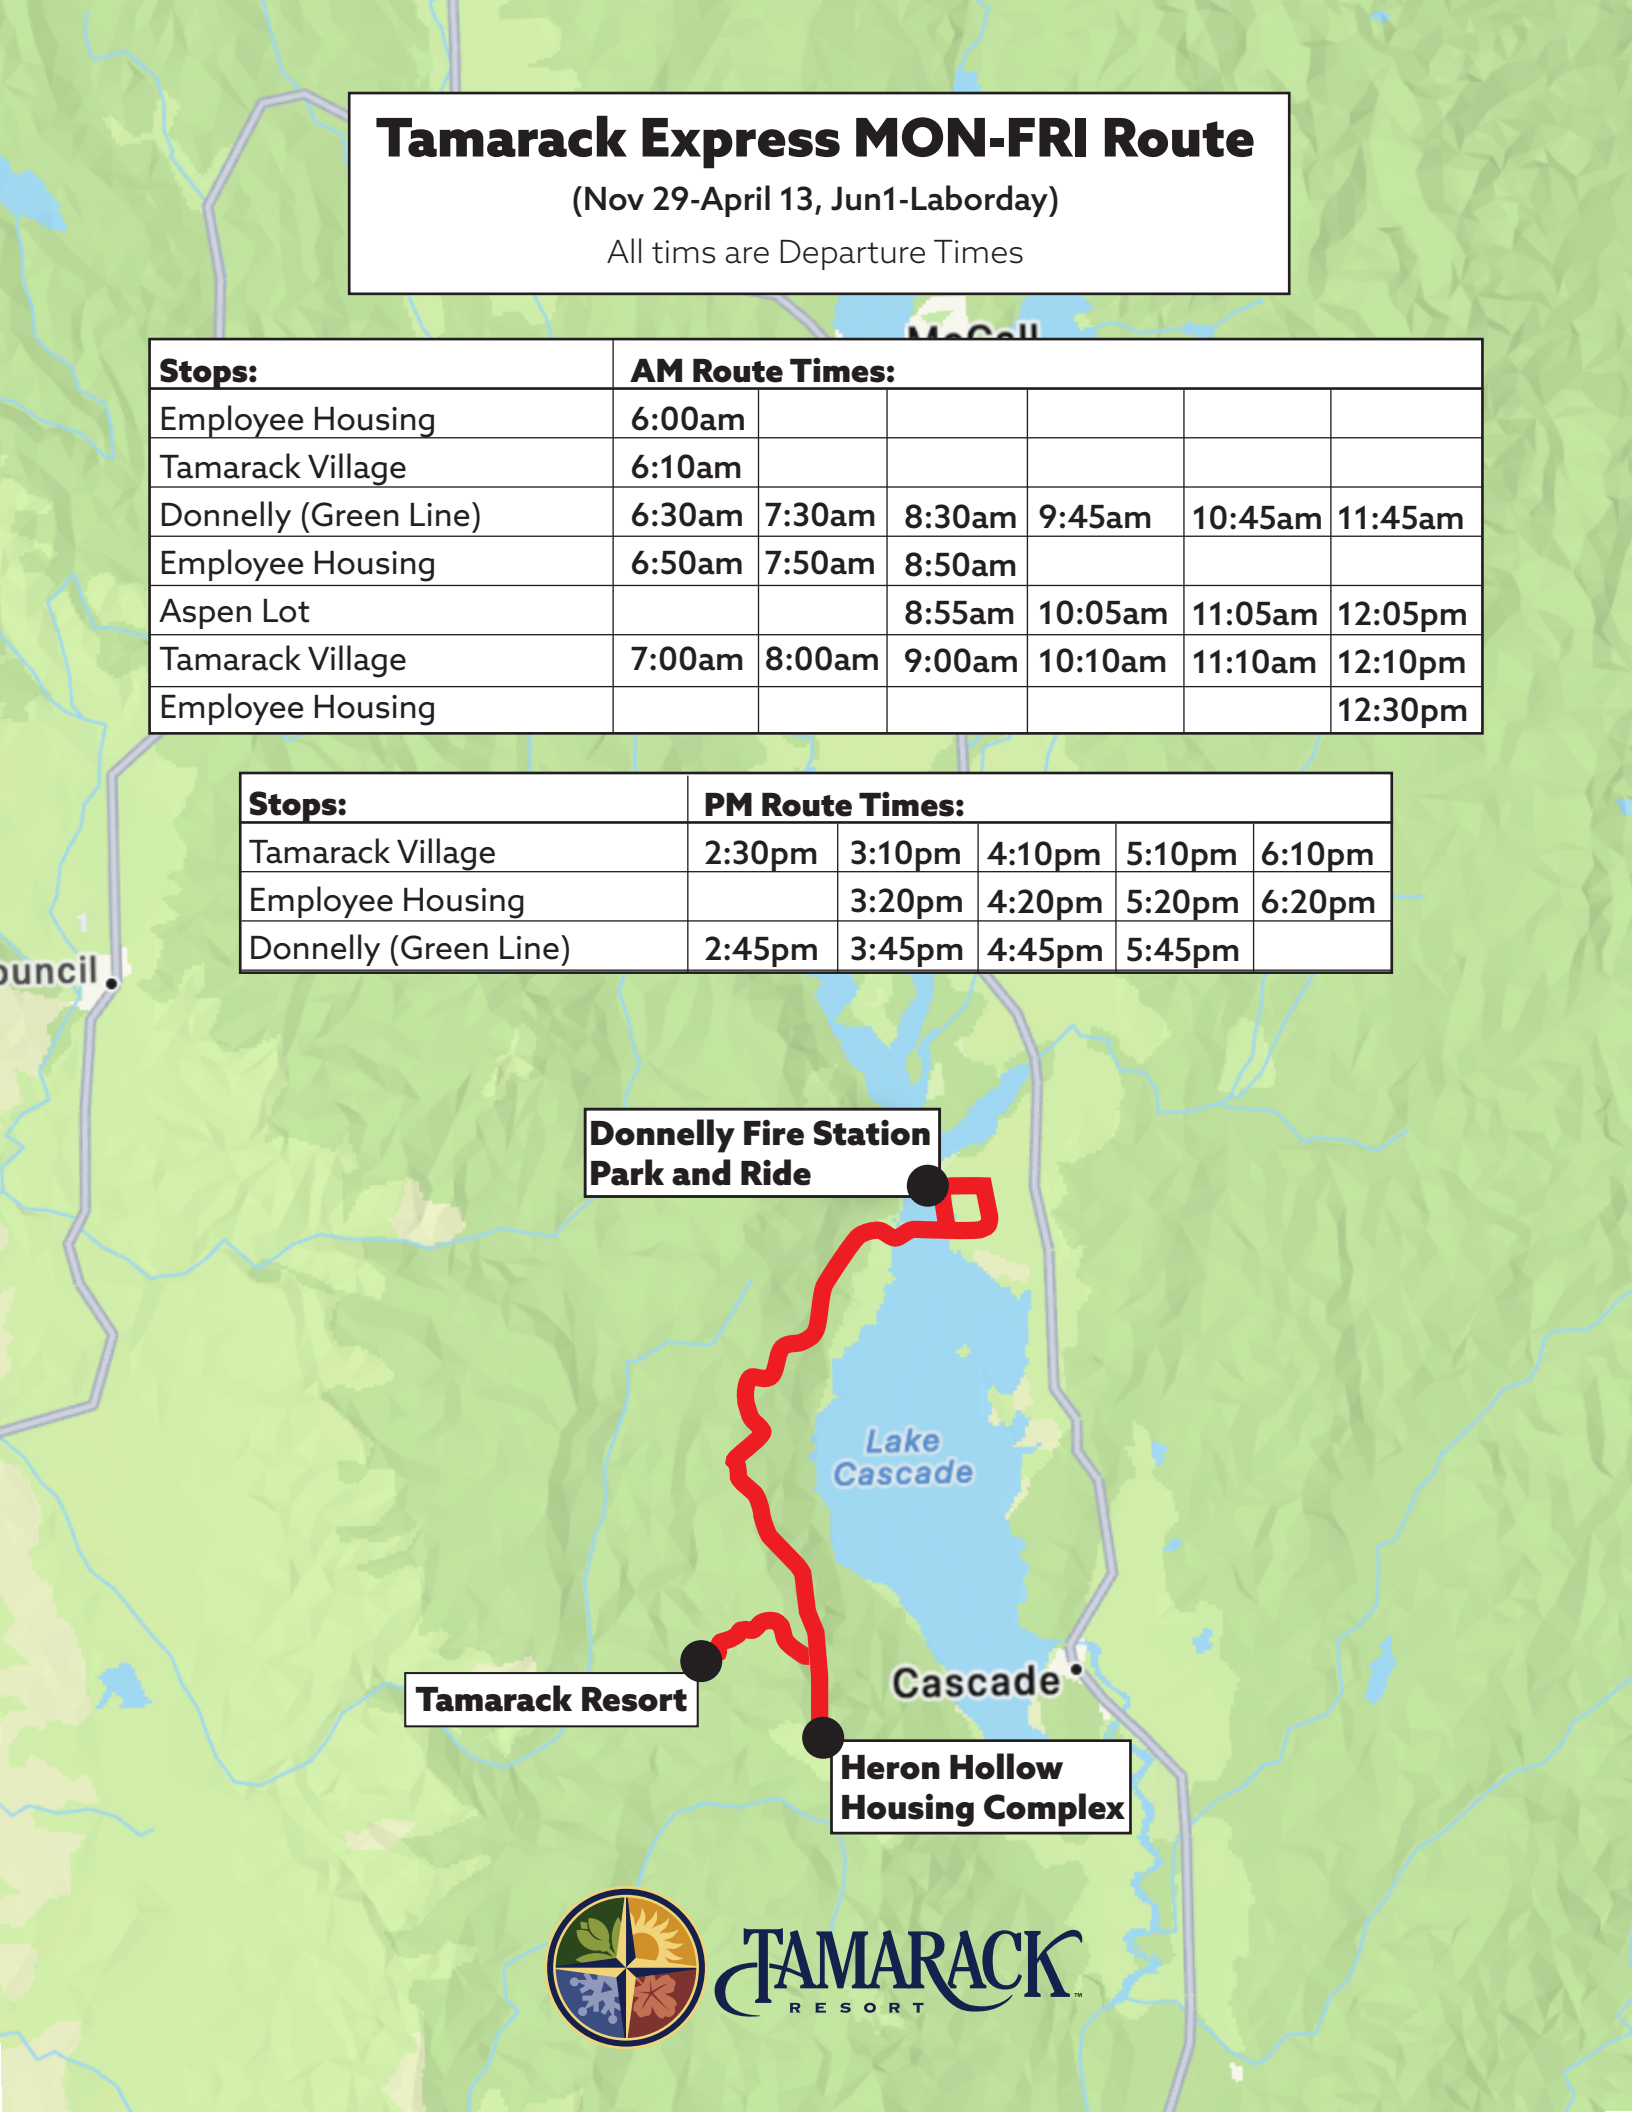 Tamarack Express MON-FRI Route
(Nov 29-April 13, Jun1-Laborday)
All tims are Departure Times
Stops: AM Route Times:
Employee Housing 6:00am
Tamarack Village 6:10am
Donnelly (Green Line) 6:30am 7:30am 8:30am 9:45am 10:45am 11:45am
Employee Housing 6:50am 7:50am 8:50am
Aspen Lot 8:55am 10:05am 11:05am 12:05pm
Tamarack Village 7:00am 8:00am 9:00am 10:10am 11:10am 12:10pm
Employee Housing 12:30pm
Stops: PM Route Times:
Tamarack Village 2:30pm 3:10pm 4:10pm 5:10pm 6:10pm
Employee Housing 3:20pm 4:20pm 5:20pm 6:20pm
Donnelly (Green Line) 2:45pm 3:45pm 4:45pm 5:45pm
ouncil
Donnelly Fire Station
Park and Ride
Lake
Cascade
Cascade
Tamarack Resort
Heron Hollow
Housing Complex
TAMARACK™
RESORT